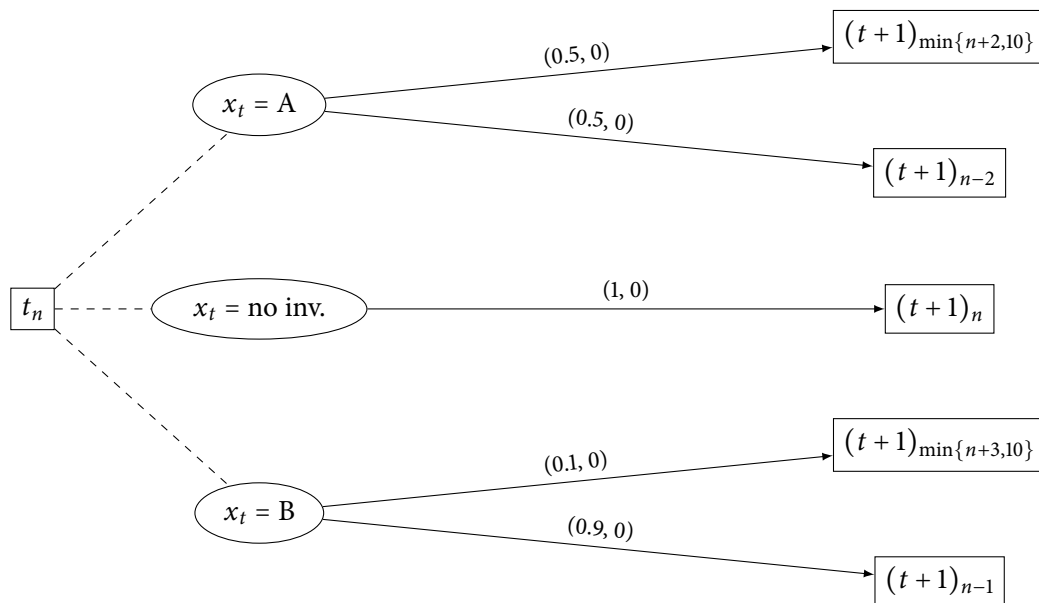 (t + 1)_{min{n+2,10}}
(0.5, 0)
x_t = A
(0.5, 0)
(t + 1)_{n−2}
t_n
x_t = no inv.
(1, 0)
(t + 1)_n
(t + 1)_{min{n+3,10}}
(0.1, 0)
x_t = B
(0.9, 0)
(t + 1)_{n−1}